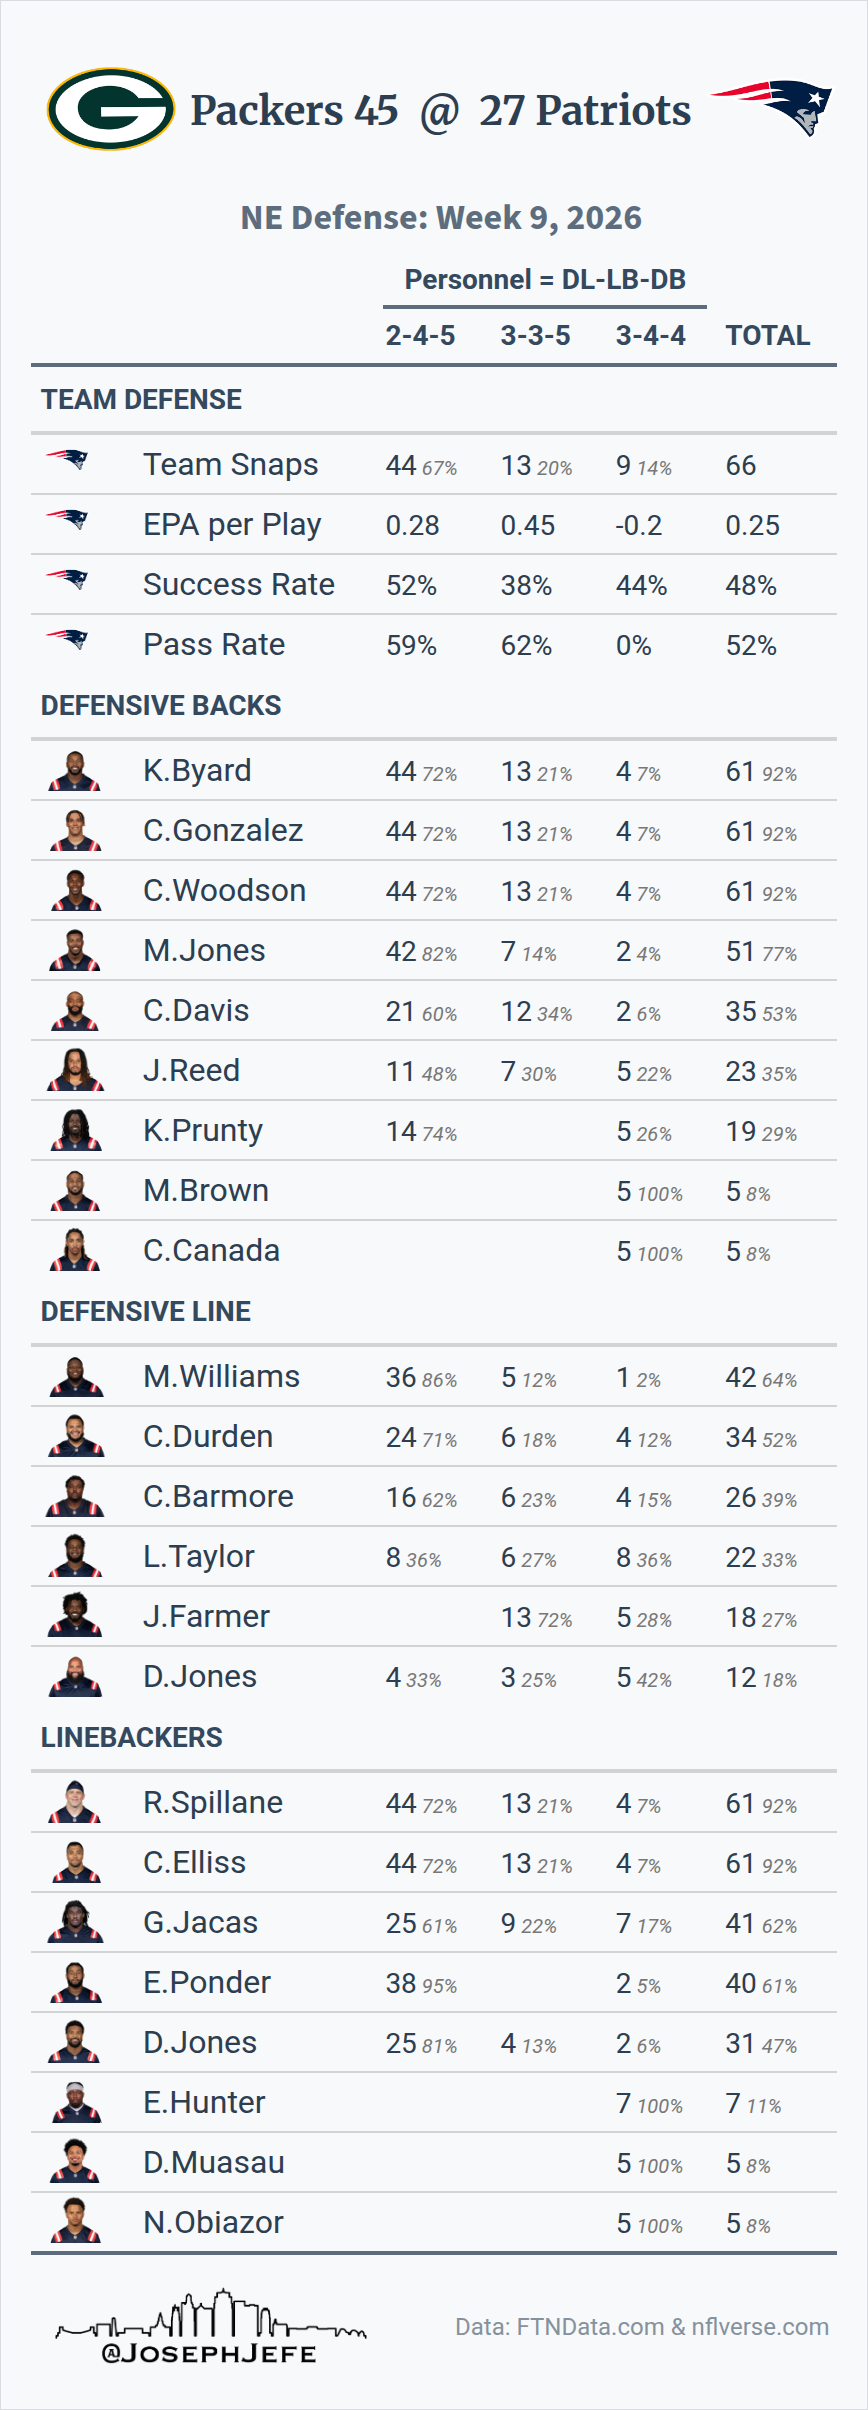 Packers 45 @ 27 Patriots
NE Defense: Week 9, 2026
Personnel = DL-LB-DB
2-4-5 3-3-5 3-4-4 TOTAL
TEAM DEFENSE
Team Snaps 44 67% 13 20% 9 14% 66
EPA per Play 0.28 0.45 -0.2 0.25
Success Rate 52% 38% 44% 48%
Pass Rate 59% 62% 0% 52%
DEFENSIVE BACKS
K.Byard 44 72% 13 21% 4 7% 61 92%
C.Gonzalez 44 72% 13 21% 4 7% 61 92%
C.Woodson 44 72% 13 21% 4 7% 61 92%
M.Jones 42 82% 7 14% 2 4% 51 77%
C.Davis 21 60% 12 34% 2 6% 35 53%
J.Reed 11 48% 7 30% 5 22% 23 35%
K.Prunty 14 74% 5 26% 19 29%
M.Brown 5 100% 5 8%
C.Canada 5 100% 5 8%
DEFENSIVE LINE
M.Williams 36 86% 5 12% 1 2% 42 64%
C.Durden 24 71% 6 18% 4 12% 34 52%
C.Barmore 16 62% 6 23% 4 15% 26 39%
L.Taylor 8 36% 6 27% 8 36% 22 33%
J.Farmer 13 72% 5 28% 18 27%
D.Jones 4 33% 3 25% 5 42% 12 18%
LINEBACKERS
R.Spillane 44 72% 13 21% 4 7% 61 92%
C.Elliss 44 72% 13 21% 4 7% 61 92%
G.Jacas 25 61% 9 22% 7 17% 41 62%
E.Ponder 38 95% 2 5% 40 61%
D.Jones 25 81% 4 13% 2 6% 31 47%
E.Hunter 7 100% 7 11%
D.Muasau 5 100% 5 8%
N.Obiazor 5 100% 5 8%
@JOSEPHJEFE
Data: FTNData.com & nflverse.com